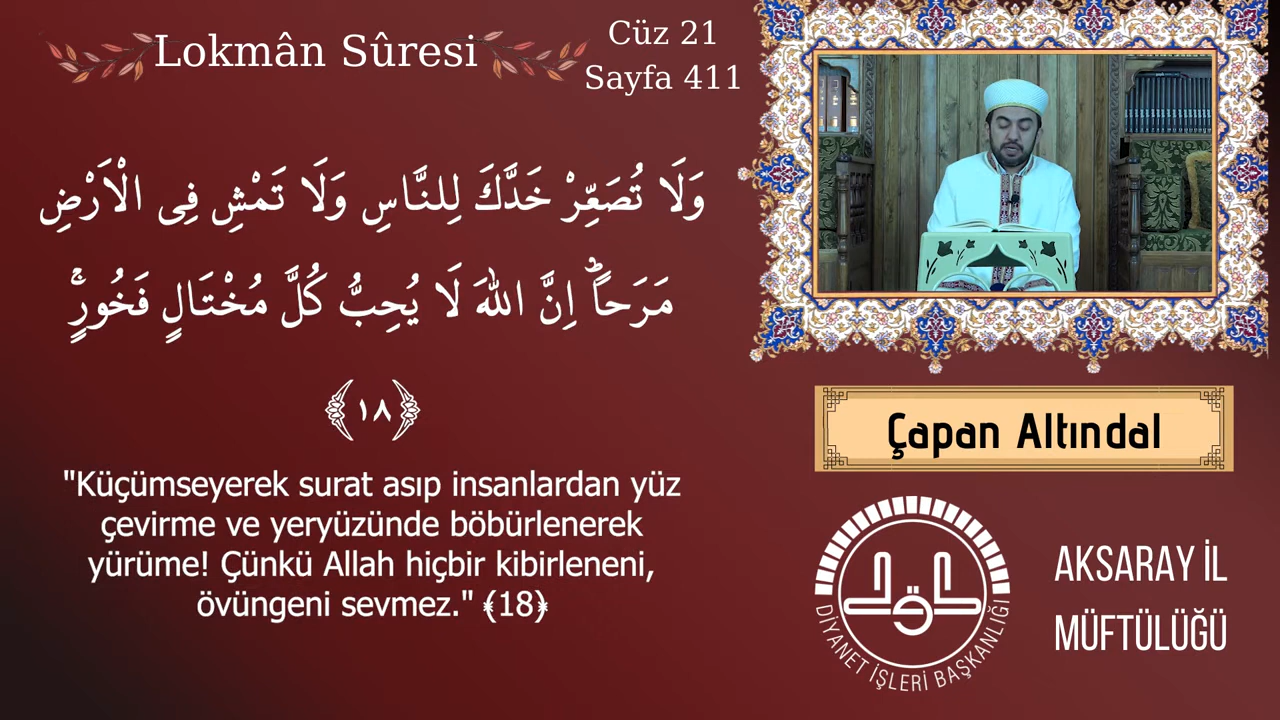 Lokmân Sûresi
Cüz 21
Sayfa 411
وَلَا تُصَعِّرْ خَدَّكَ لِلنَّاسِ وَلَا تَمْشِ فِى الْاَرْضِ
مَرَحاًۜ اِنَّ اللّٰهَ لَا يُحِبُّ كُلَّ مُخْتَالٍ فَخُورٍۚ
﴿١٨﴾
"Küçümseyerek surat asıp insanlardan yüz
çevirme ve yeryüzünde böbürlenerek
yürüme! Çünkü Allah hiçbir kibirleneni,
övüngeni sevmez." ﴾18﴿
Çapan Altındal
DİYANET İŞLERİ BAŞKANLIĞI
AKSARAY İL
MÜFTÜLÜĞÜ